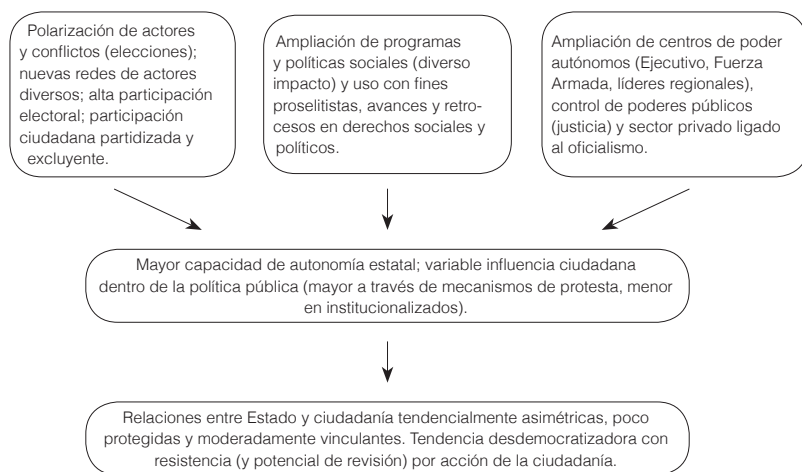 Polarización de actores
y conflictos (elecciones);
nuevas redes de actores
diversos; alta participación
electoral; participación
ciudadana partidizada y
excluyente.
Ampliación de programas
y políticas sociales (diverso
impacto) y uso con fines
proselitistas, avances y retro-
cesos en derechos sociales y
políticos.
Ampliación de centros de poder
autónomos (Ejecutivo, Fuerza
Armada, líderes regionales),
control de poderes públicos
(justicia) y sector privado ligado
al oficialismo.
Mayor capacidad de autonomía estatal; variable influencia ciudadana
dentro de la política pública (mayor a través de mecanismos de protesta, menor
en institucionalizados).
Relaciones entre Estado y ciudadanía tendencialmente asimétricas, poco
protegidas y moderadamente vinculantes. Tendencia desdemocratizadora con
resistencia (y potencial de revisión) por acción de la ciudadanía.